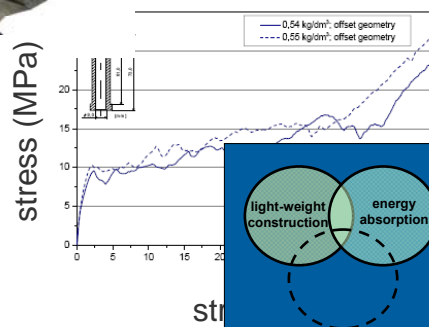 0,54 kg/dm³; offset geometry
0,55 kg/dm³; offset geometry
stress (MPa)
20
15
10
5
0
0
5
10
15
20
light-weight
construction
energy
absorption